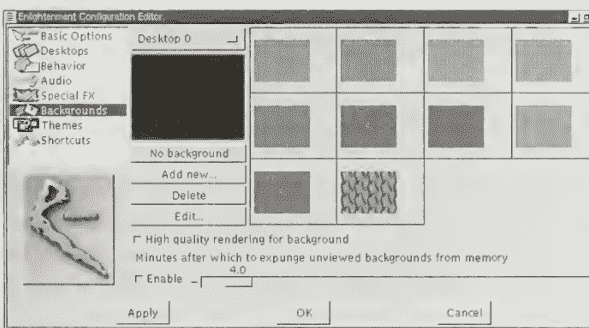 Enlightenment Configuration Editor
Basic Options
Desktops
Behavior
Audio
Special FX
Backgrounds
Themes
Shortcuts
Desktop 0
No background
Add new...
Delete
Edit...
High quality rendering for background
Minutes after which to expunge unviewed backgrounds from memory
Enable
4.0
Apply
OK
Cancel